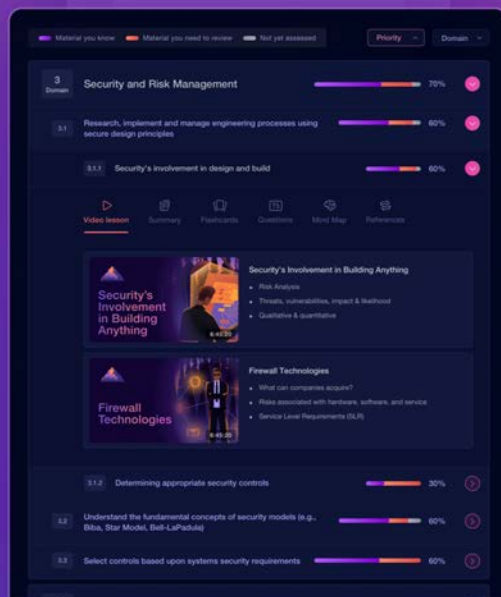 Material you know Material you need to review Not yet assessed Priority Domain
3
Domain
Security and Risk Management 70%
3.1 Research, implement and manage engineering processes using
secure design principles 60%
3.1.1 Security's involvement in design and build 60%
Video lesson Summary Flashcards Questions Mind Map References
Security's
Involvement
in Building
Anything
6:45:20
Security's Involvement in Building Anything
Risk Analysis
Threats, vulnerabilities, impact & likelihood
Qualitative & quantitative
Firewall
Technologies
6:45:20
Firewall Technologies
What can companies acquire?
Risks associated with hardware, software, and service
Service Level Requirements (SLR)
3.1.2 Determining appropriate security controls 30%
3.2 Understand the fundamental concepts of security models (e.g.,
Biba, Star Model, Bell-LaPadula) 60%
3.3 Select controls based upon systems security requirements 60%